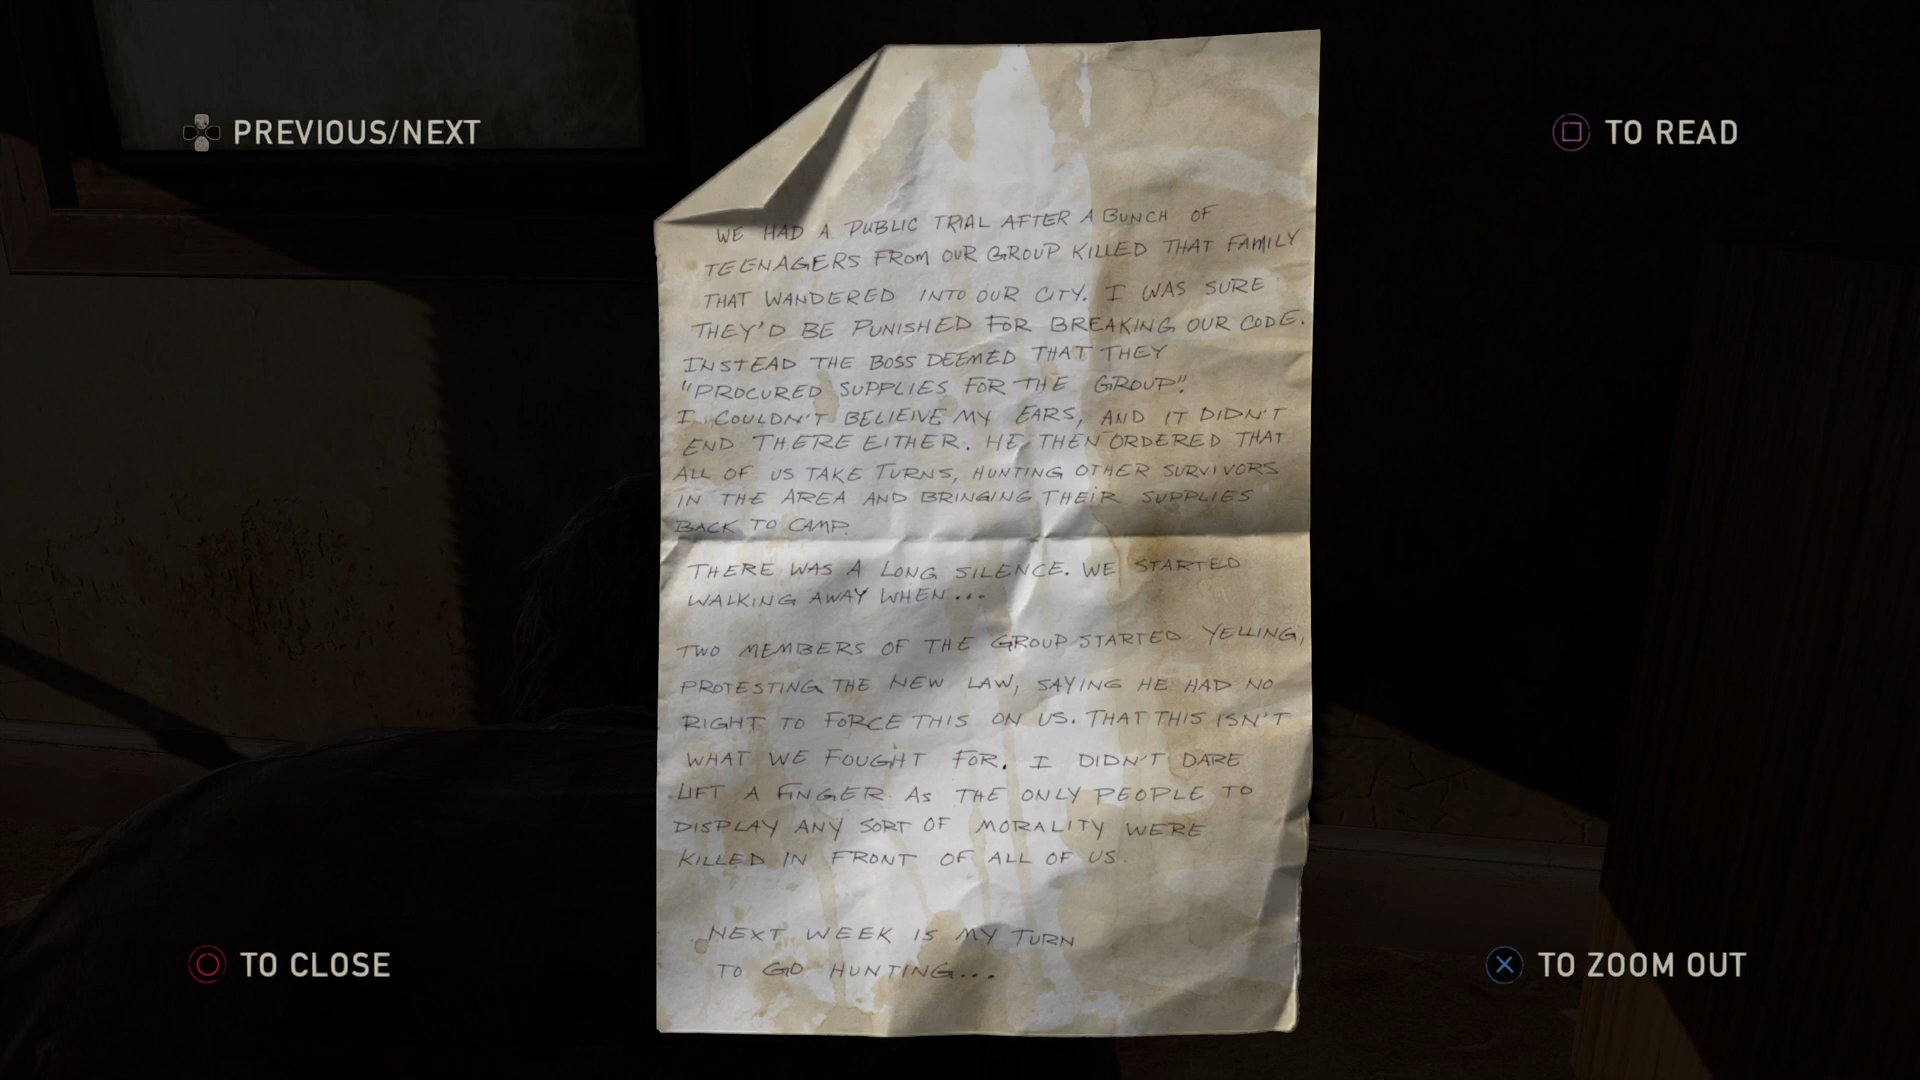 PREVIOUS/NEXT
TO READ
WE HAD A PUBLIC TRIAL AFTER A BUNCH OF
TEENAGERS FROM OUR GROUP KILLED THAT FAMILY
THAT WANDERED INTO OUR CITY. I WAS SURE
THEY'D BE PUNISHED FOR BREAKING OUR CODE.
INSTEAD THE BOSS DEEMED THAT THEY
"PROCURED SUPPLIES FOR THE GROUP".
I COULDN'T BELIEIVE MY EARS, AND IT DIDN'T
END THERE EITHER. HE THEN ORDERED THAT
ALL OF US TAKE TURNS, HUNTING OTHER SURVIVORS
IN THE AREA AND BRINGING THEIR SUPPLIES
BACK TO CAMP.
THERE WAS A LONG SILENCE. WE STARTED
WALKING AWAY WHEN...
TWO MEMBERS OF THE GROUP STARTED YELLING,
PROTESTING THE NEW LAW, SAYING HE HAD NO
RIGHT TO FORCE THIS ON US. THAT THIS ISN'T
WHAT WE FOUGHT FOR. I DIDN'T DARE
LIFT A FINGER AS THE ONLY PEOPLE TO
DISPLAY ANY SORT OF MORALITY WERE
KILLED IN FRONT OF ALL OF US.
NEXT WEEK IS MY TURN
TO GO HUNTING...
TO CLOSE
TO ZOOM OUT